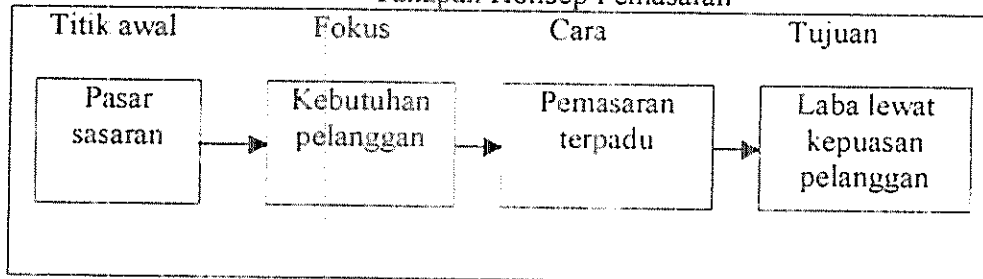 Titik awal Fokus Cara Tujuan
Pasar sasaran
Kebutuhan pelanggan
Pemasaran terpadu
Laba lewat kepuasan pelanggan